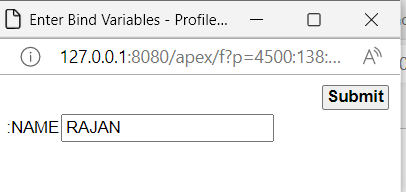 Enter Bind Variables - Profile...
127.0.0.1:8080/apex/f?p=4500:138:...
Submit
:NAME RAJAN